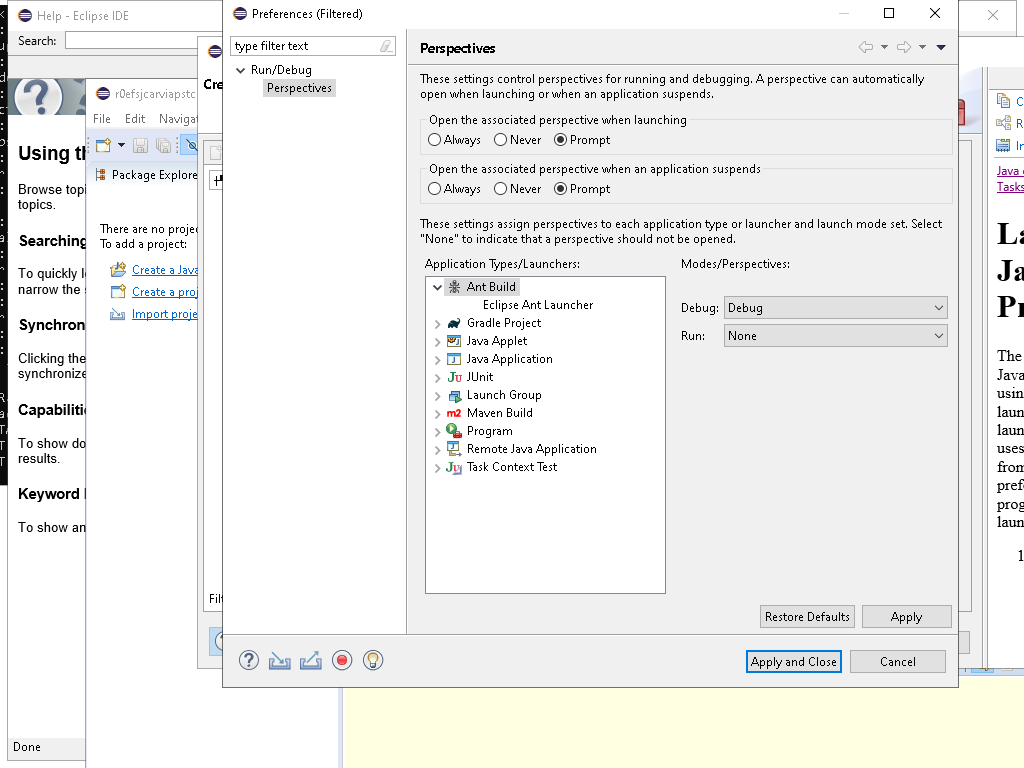 Help - Eclipse IDE
Search:
Using th
Browse topi
topics.
Searching
To quickly l
narrow the s
Synchron
Clicking the
synchronize
Capabiliti
To show do
results.
Keyword
To show an
Done
r0efsjcarviapstc
File Edit Navigat
Package Explore
There are no proje
To add a project:
Create a Java
Create a proj
Import proje
Cre
Filt
Preferences (Filtered)
type filter text
Run/Debug
Perspectives
Perspectives
These settings control perspectives for running and debugging. A perspective can automatically
open when launching or when an application suspends.
Open the associated perspective when launching
Always Never Prompt
Open the associated perspective when an application suspends
Always Never Prompt
These settings assign perspectives to each application type or launcher and launch mode set. Select
"None" to indicate that a perspective should not be opened.
Application Types/Launchers:
Modes/Perspectives:
Ant Build
Eclipse Ant Launcher
Gradle Project
Java Applet
Java Application
JUnit
Launch Group
Maven Build
Program
Remote Java Application
Task Context Test
Debug: Debug
Run: None
Restore Defaults Apply
Apply and Close Cancel
Java
Tasks
La
Ja
Pr
The
Java
usin
laun
laun
uses
from
pref
prog
laun
1